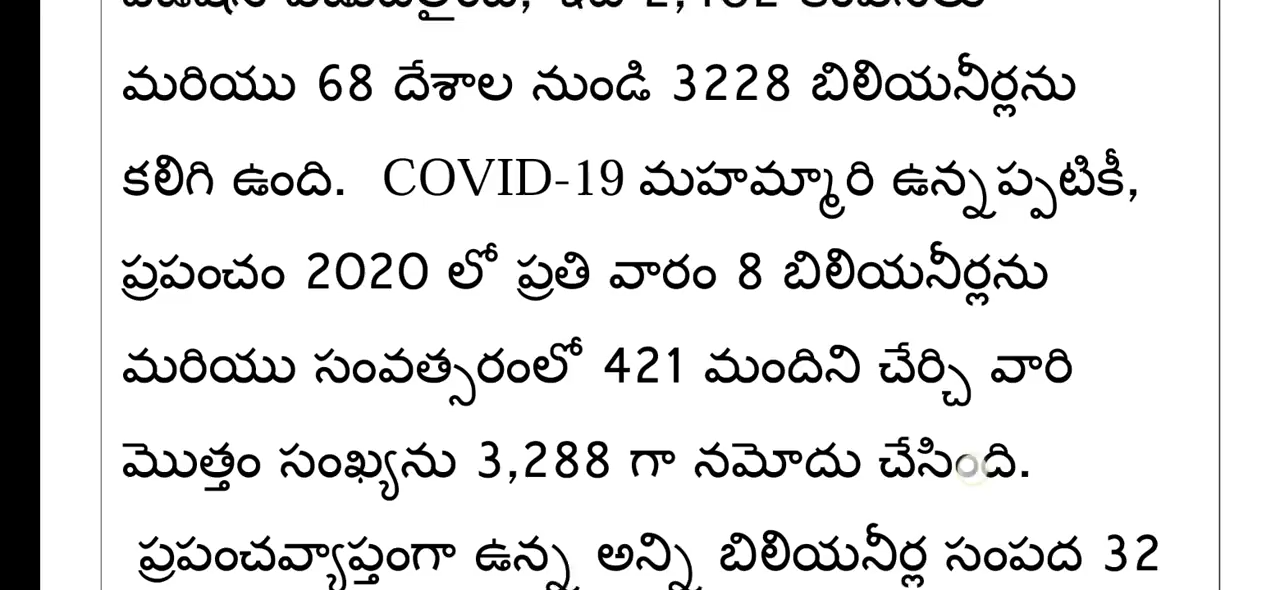 మరియు 68 దేశాల నుండి 3228 బిలియనీర్లను
కలిగి ఉంది. COVID-19 మహమ్మారి ఉన్నప్పటికీ,
ప్రపంచం 2020 లో ప్రతి వారం 8 బిలియనీర్లను
మరియు సంవత్సరంలో 421 మందిని చేర్చి వారి
మొత్తం సంఖ్యను 3,288 గా నమోదు చేసింది.
ప్రపంచవ్యాప్తంగా ఉన్న అన్ని బిలియనీర్ల సంపద 32